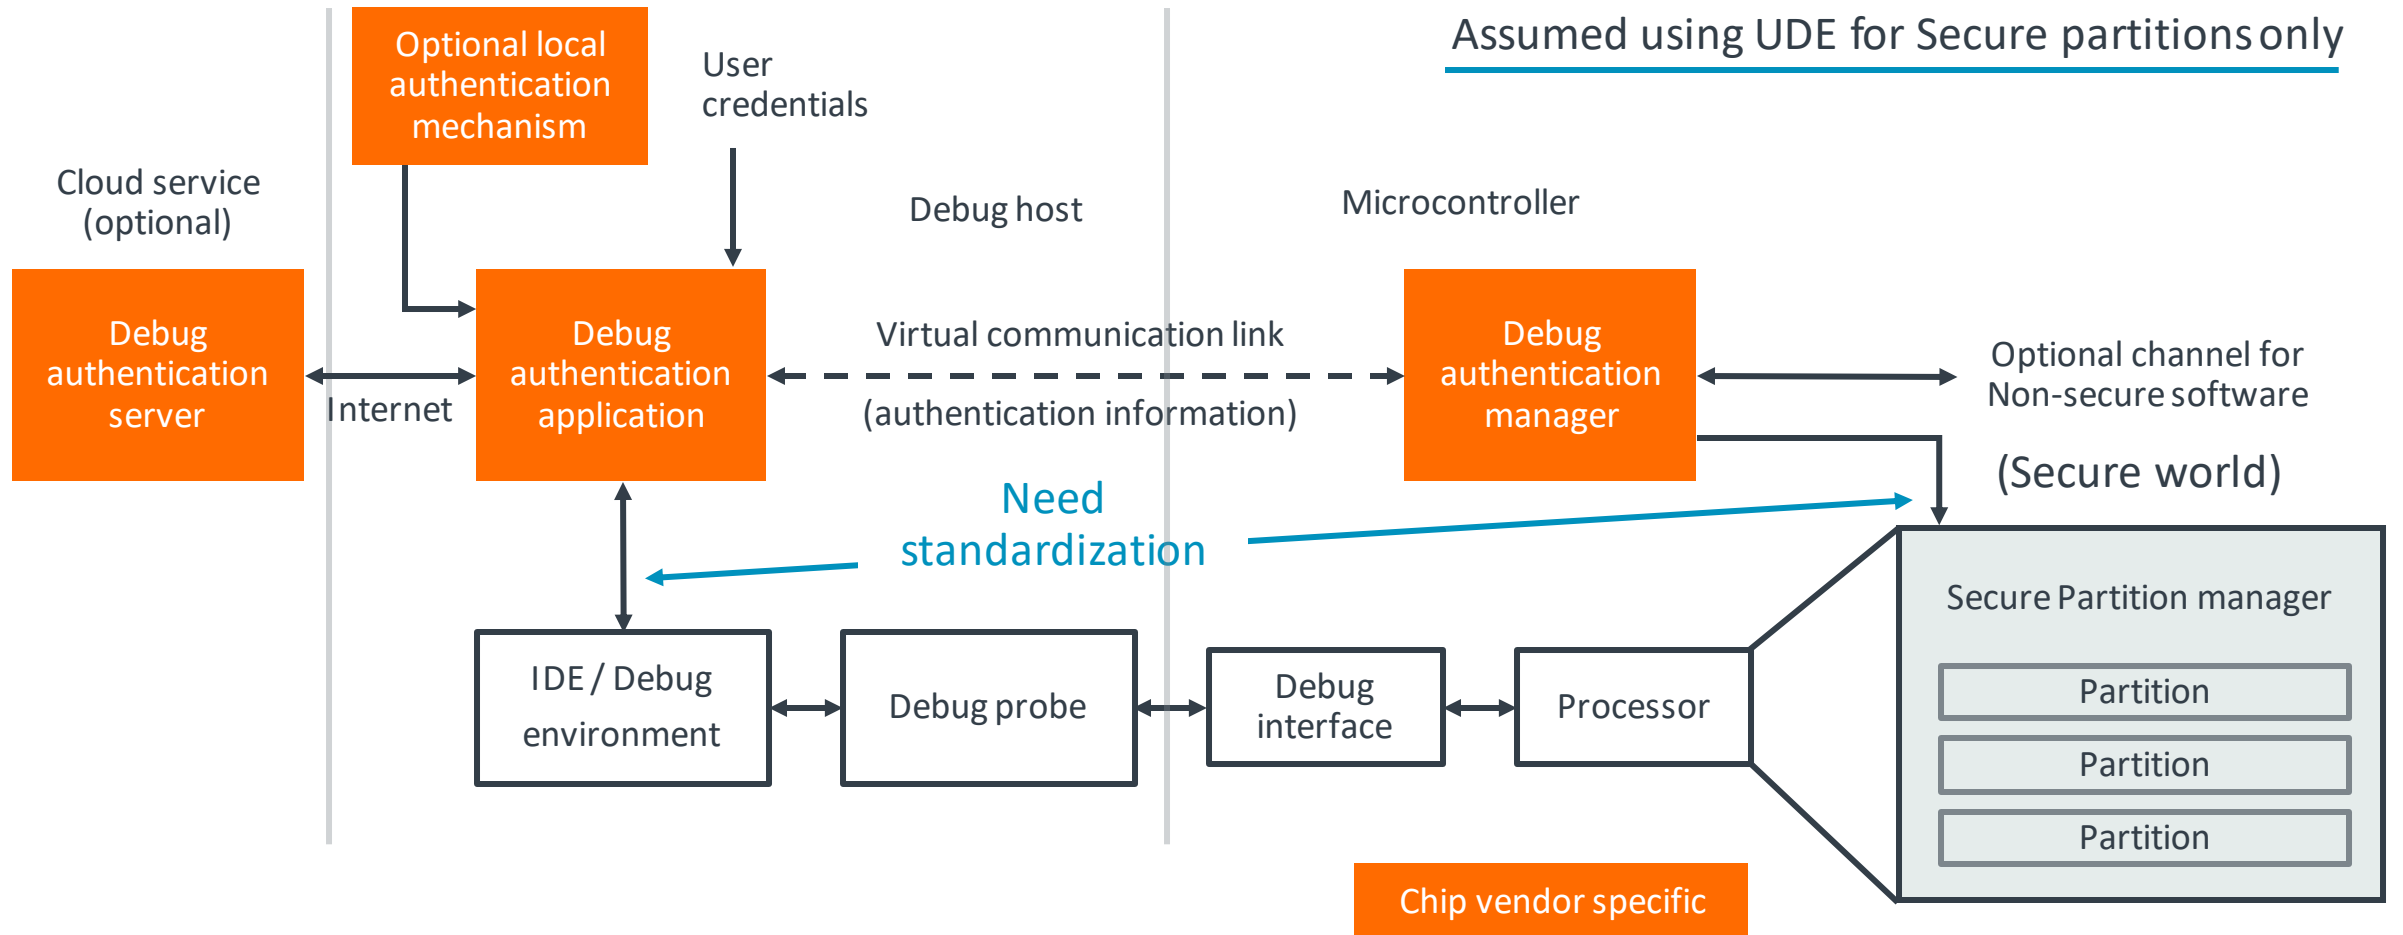 Assumed using UDE for Secure partitions only
Optional local
authentication
mechanism
User
credentials
Cloud service
(optional)
Debug host
Microcontroller
Debug
authentication
server
Internet
Debug
authentication
application
Virtual communication link
(authentication information)
Debug
authentication
manager
Optional channel for
Non-secure software
(Secure world)
Need
standardization
IDE / Debug
environment
Debug probe
Debug
interface
Processor
Secure Partition manager
Partition
Partition
Partition
Chip vendor specific